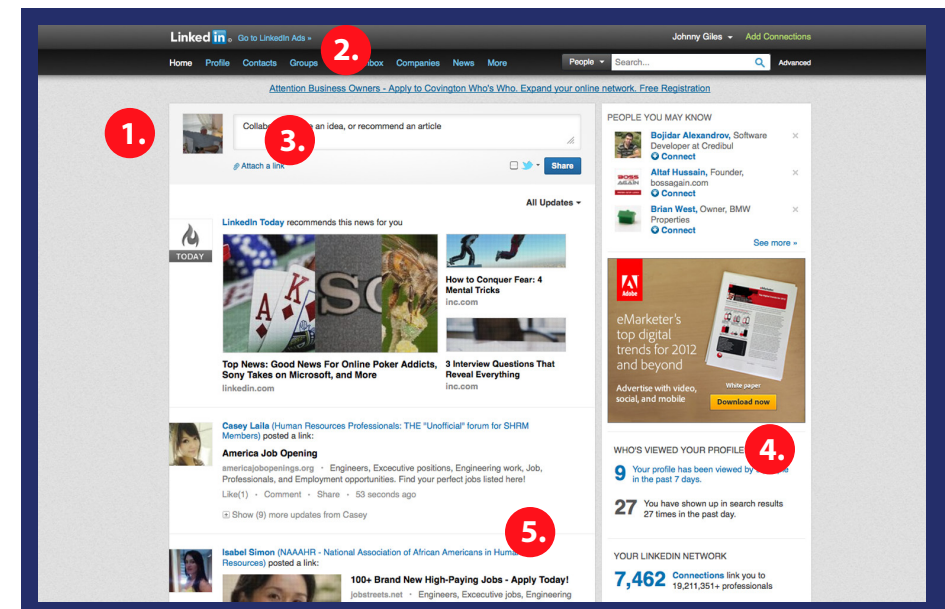 Linked in ® Go to LinkedIn Ads »
Johnny Giles Add Connections
2.
Home Profile Contacts Groups Companies News More
People Search... Advanced
Attention Business Owners - Apply to Covington Who's Who. Expand your online network. Free Registration
1.
an idea, or recommend an article
3.
Attach a link
Share
All Updates
LinkedIn Today recommends this news for you
TODAY
Top News: Good News For Online Poker Addicts,
Sony Takes on Microsoft, and More
linkedin.com
How to Conquer Fear: 4
Mental Tricks
inc.com
3 Interview Questions That
Reveal Everything
inc.com
Casey Laila (Human Resources Professionals: THE "Unofficial" forum for SHRM
Members) posted a link:
America Job Opening
americajobopenings.org • Engineers, Excecutive positions, Engineering work, Job,
Professionals, and Employment opportunities. Find your perfect jobs listed here!
Like(1) • Comment • Share • 53 seconds ago
Show (9) more updates from Casey
5.
Isabel Simon (NAAAHR - National Association of African Americans in
Resources) posted a link:
100+ Brand New High-Paying Jobs - Apply Today!
jobstreets.net • Engineers, Excecutive jobs, Engineering
PEOPLE YOU MAY KNOW
Bojidar Alexandrov, Software
Developer at Credibul
Connect
BOSS
AGAIN
Altaf Hussain, Founder,
bossagain.com
Connect
Brian West, Owner, BMW
Properties
Connect
See more »
Adobe
eMarketer's
top digital
trends for 2012
and beyond
Advertise with video,
social, and mobile
White paper
Download now
4.
WHO'S VIEWED YOUR PROFILE
9 Your profile has been viewed by
in the past 7 days.
27 You have shown up in search results
27 times in the past day.
YOUR LINKEDIN NETWORK
7,462 Connections link you to
19,211,351+ professionals